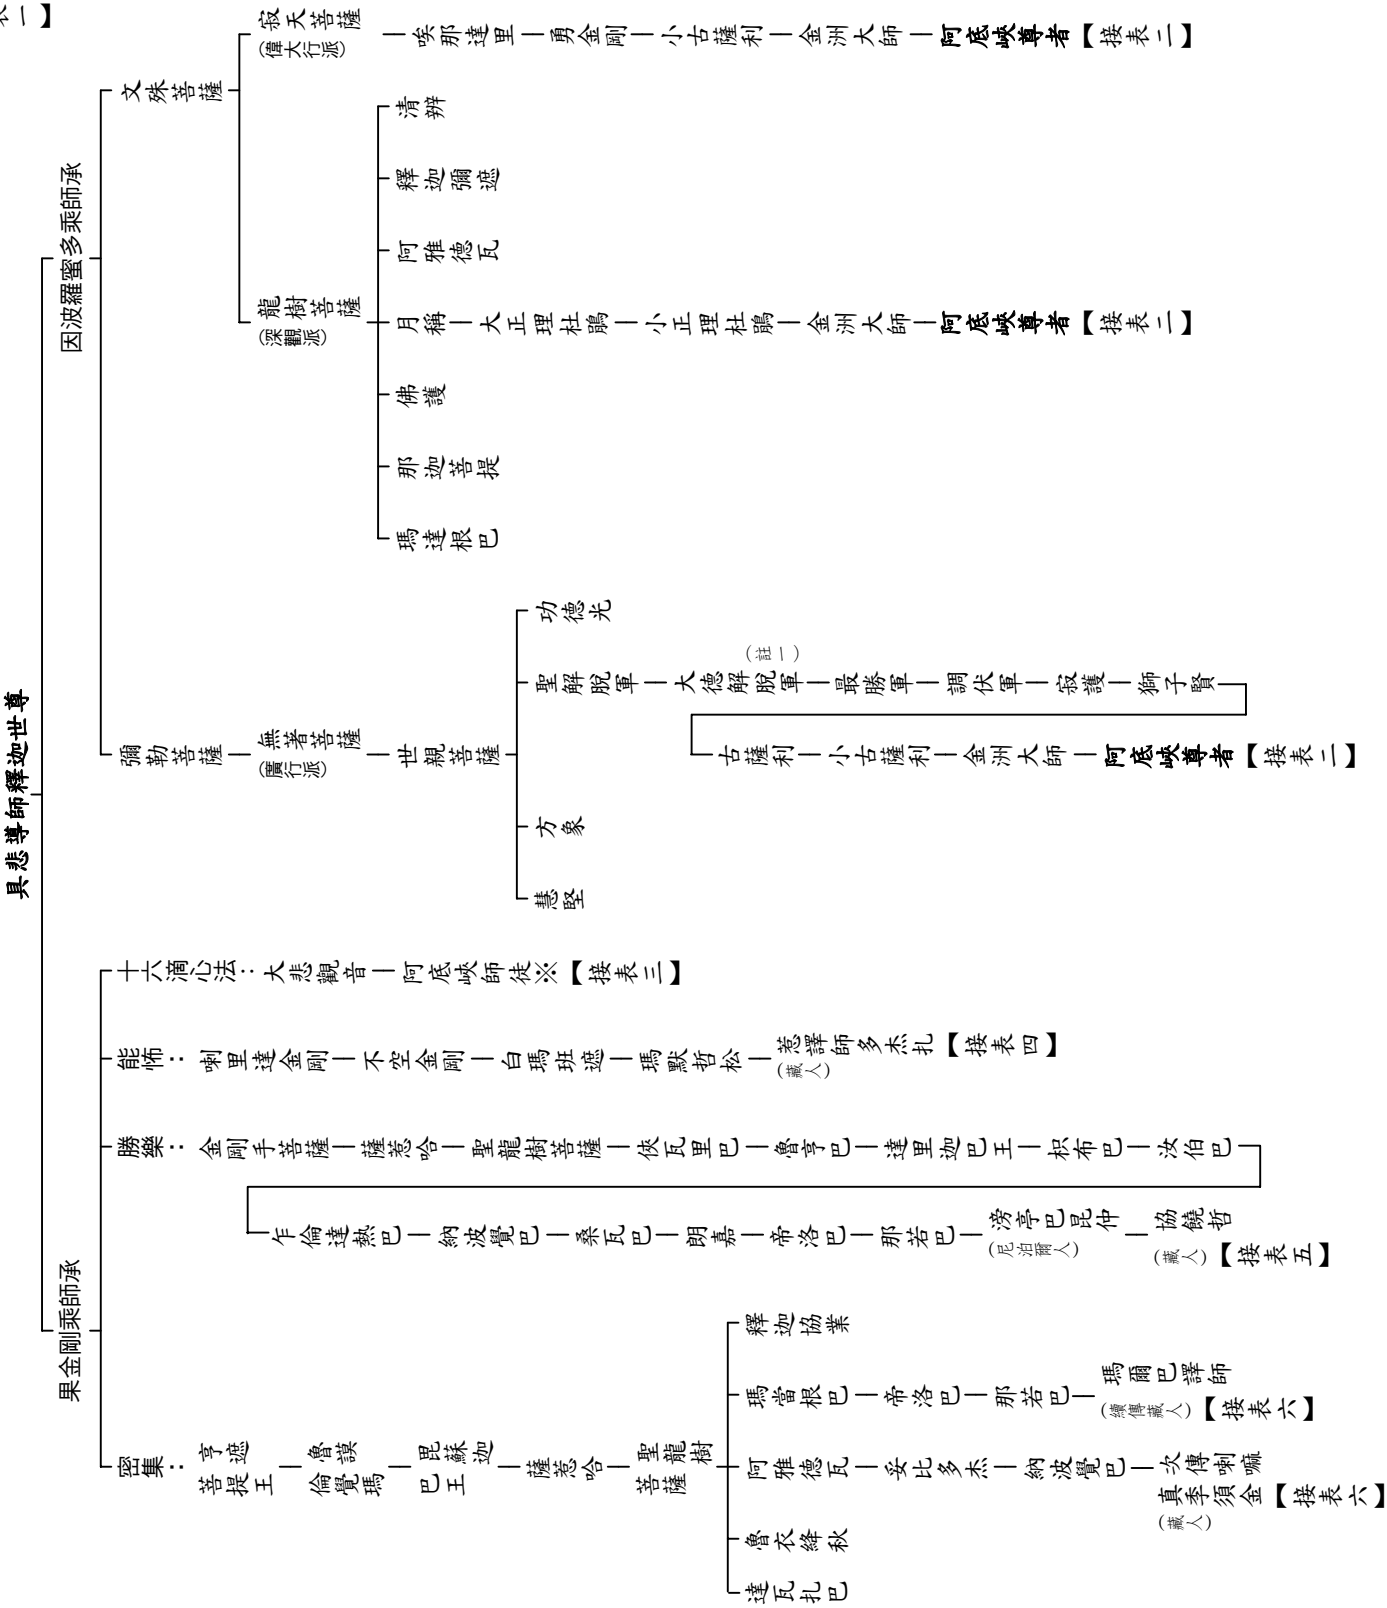 表一】
具悲導師釋迦世尊
因波羅蜜多乘師承
文殊菩薩
寂天菩薩
(偉大行派)
唉那達里—勇金剛—小古薩利—金洲大師—阿底峽尊者【接表二】
龍樹菩薩
(深觀派)
清辨
釋迦彌遮
阿雅德瓦
月稱—大正理杜鵑—小正理杜鵑—金洲大師—阿底峽尊者【接表二】
佛護
那迦菩提
瑪達根巴
彌勒菩薩—無著菩薩—世親菩薩
(廣行派)
功德光
(註一)
聖解脫軍—大德解脫軍—最勝軍—調伏軍—寂護—獅子賢
古薩利—小古薩利—金洲大師—阿底峽尊者【接表二】
方象
慧堅
果金剛乘師承
十六滴心法：大悲觀音—阿底峽師徒※【接表三】
能怖：喇里達金剛—不空金剛—白瑪班遮—瑪默哲松—惹譯師多杰扎【接表四】
(藏人)
勝樂：金剛手菩薩—薩惹哈—聖龍樹菩薩—俠瓦里巴—魯亨巴—達里迦巴王—枳布巴—汝伯巴
乍倫達熱巴—納波覺巴—桑瓦巴—朗嘉—帝洛巴—那若巴—滂亭巴昆仲—協饒哲
(尼泊爾人)
(藏人)【接表五】
密集：亨遮菩提王—魯謨倫覺瑪—毘蘇迦巴王—薩惹哈—聖龍樹菩薩
釋迦協業
瑪當根巴—帝洛巴—那若巴—瑪爾巴譯師
(續傳藏人)【接表六】
阿雅德瓦—妥比多杰—納波覺巴—次傳喇嘛
真季須金【接表六】
(藏人)
魯衣絳秋
達瓦扎巴